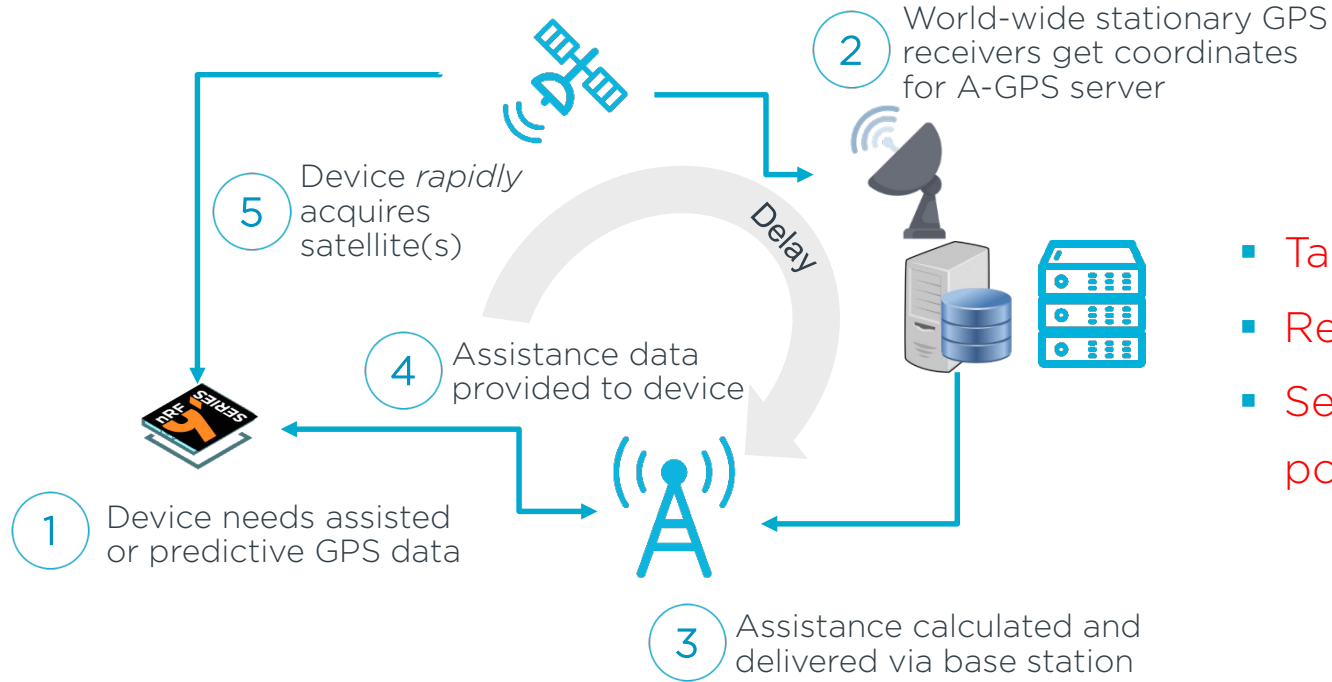 2
World-wide stationary GPS
receivers get coordinates
for A-GPS server
5
Device rapidly
acquires
satellite(s)
Delay
4
Assistance data
provided to device
nRF
SERIES
1
Device needs assisted
or predictive GPS data
3
Assistance calculated and
delivered via base station